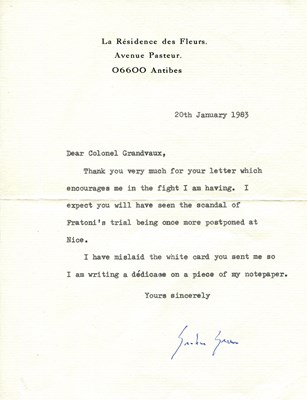 La Résidence des Fleurs.
Avenue Pasteur.
06600 Antibes
20th January 1983
Dear Colonel Grandvaux,
Thank you very much for your letter which
encourages me in the fight I am having. I
expect you will have seen the scandal of
Fratoni's trial being once more postponed at
Nice.
I have mislaid the white card you sent me so
I am writing a dédicase on a piece of my notepaper.
Yours sincerely